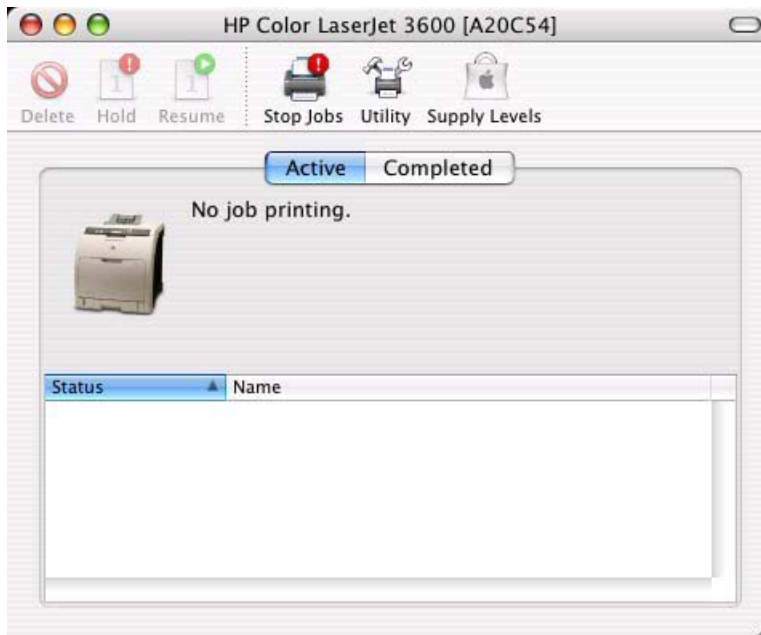 HP Color LaserJet 3600 [A20C54]
Delete Hold Resume Stop Jobs Utility Supply Levels
Active Completed
No job printing.
Status Name